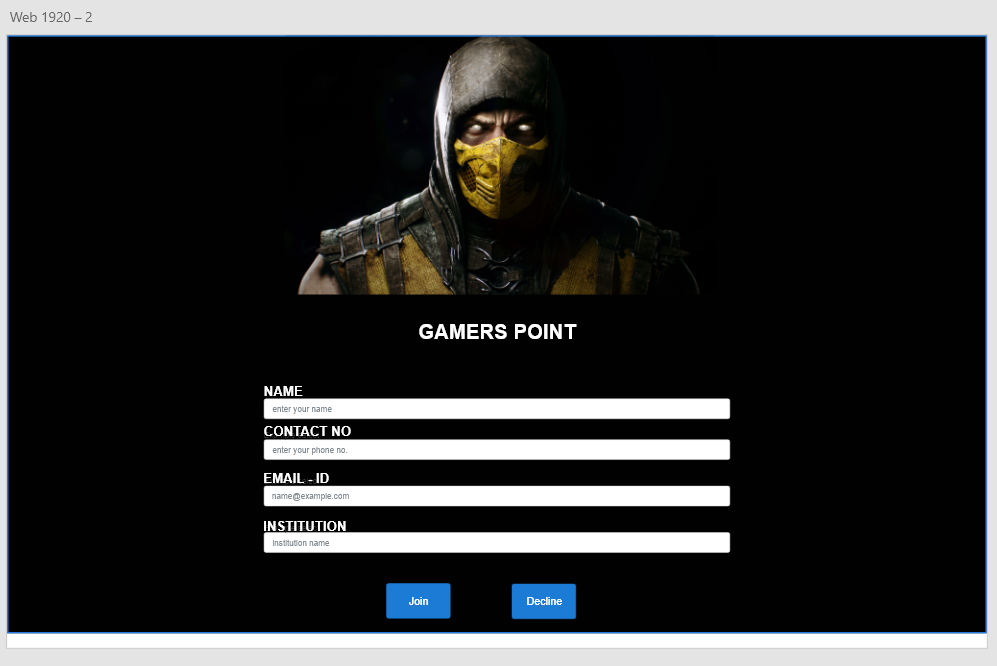 Web 1920 – 2
GAMERS POINT
NAME
enter your name
CONTACT NO
enter your phone no.
EMAIL - ID
name@example.com
INSTITUTION
institution name
Join
Decline